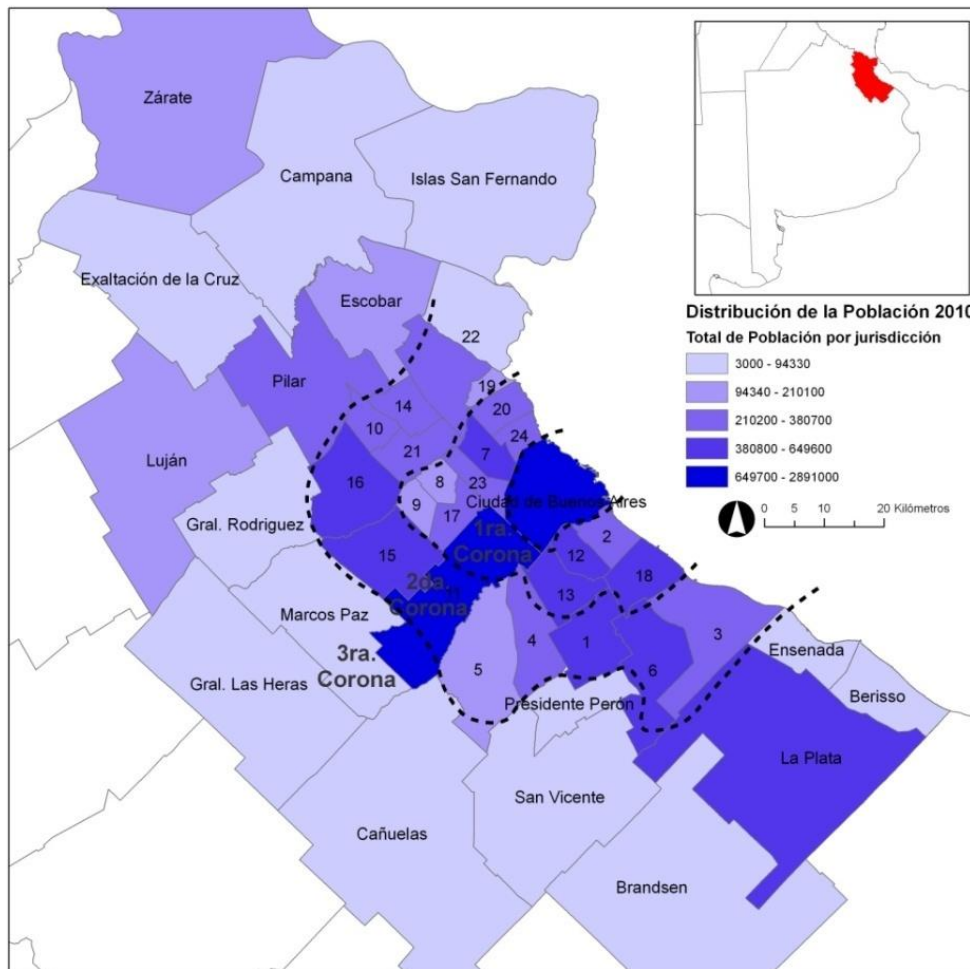 Zárate
Campana
Islas San Fernando
Exaltación de la Cruz
Escobar
22
Pilar
19
14
20
10
24
21
7
Luján
16
8
23
9
Ciudad de Buenos Aires
Gral. Rodriguez
17
1ra.
Corona
2
15
12
2da.
Corona
11
18
13
Marcos Paz
3ra.
Corona
4
1
3
5
6
Ensenada
Gral. Las Heras
Berisso
Presidente Perón
La Plata
San Vicente
Cañuelas
Brandsen
Distribución de la Población 2010
Total de Población por jurisdicción
3000 - 94330
94340 - 210100
210200 - 380700
380800 - 649600
649700 - 2891000
0 5 10 20 Kilómetros